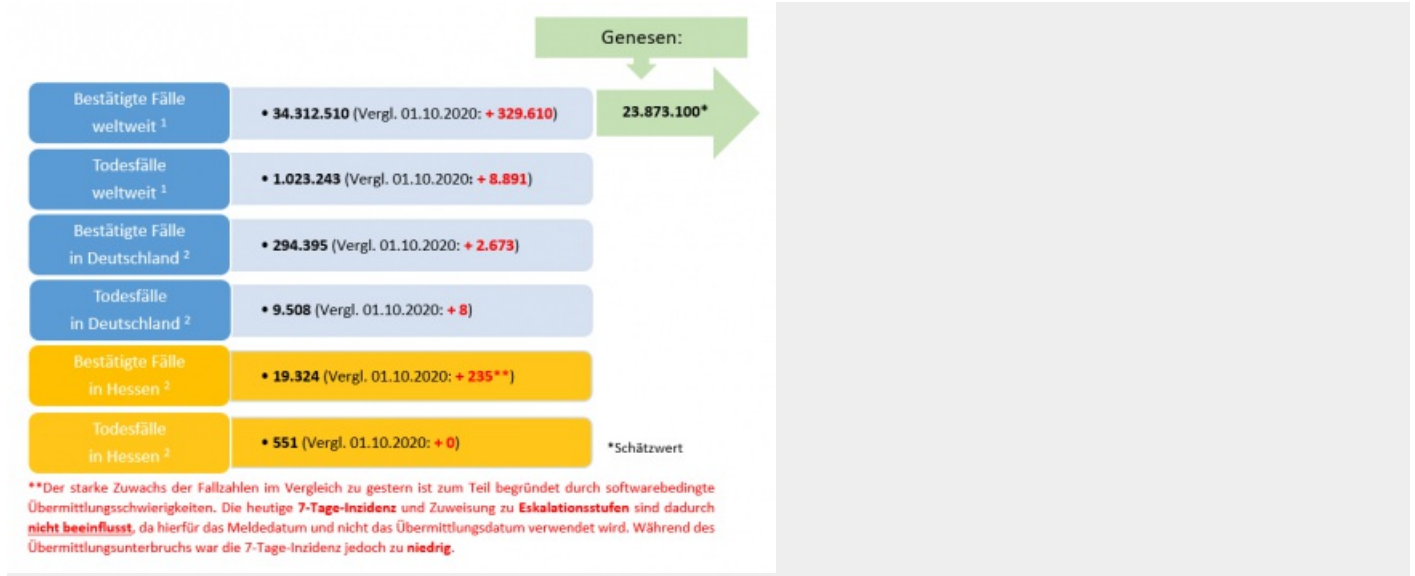 Genesen:
Bestätigte Fälle
weltweit ¹
• 34.312.510 (Vergl. 01.10.2020: + 329.610)
23.873.100*
Todesfälle
weltweit ¹
• 1.023.243 (Vergl. 01.10.2020: + 8.891)
Bestätigte Fälle
in Deutschland ²
• 294.395 (Vergl. 01.10.2020: + 2.673)
Todesfälle
in Deutschland ²
• 9.508 (Vergl. 01.10.2020: + 8)
Bestätigte Fälle
in Hessen ²
• 19.324 (Vergl. 01.10.2020: + 235**)
Todesfälle
in Hessen ²
• 551 (Vergl. 01.10.2020: + 0)
*Schätzwert
**Der starke Zuwachs der Fallzahlen im Vergleich zu gestern ist zum Teil begründet durch softwarebedingte
Übermittlungsschwierigkeiten. Die heutige 7-Tage-Inzidenz und Zuweisung zu Eskalationsstufen sind dadurch
nicht beeinflusst, da hierfür das Meldedatum und nicht das Übermittlungsdatum verwendet wird. Während des
Übermittlungsunterbruchs war die 7-Tage-Inzidenz jedoch zu niedrig.